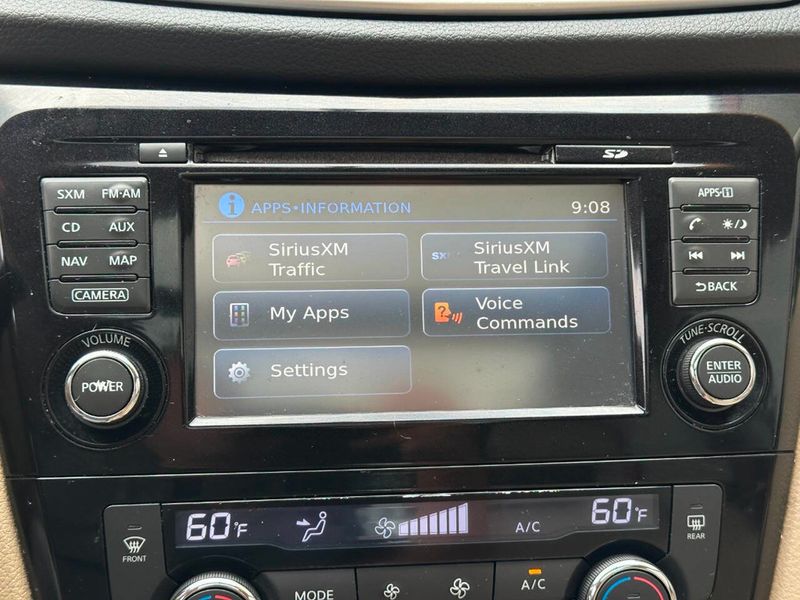 SD
SXM FM·AM
CD AUX
NAV MAP
CAMERA
VOLUME
POWER
i APPS•INFORMATION 9:08
SiriusXM
Traffic
SXM SiriusXM
Travel Link
My Apps
? Voice
Commands
Settings
APPS·i
BACK
TUNE·SCROLL
ENTER
AUDIO
60°F A/C 60°F
FRONT
REAR
MODE
A/C